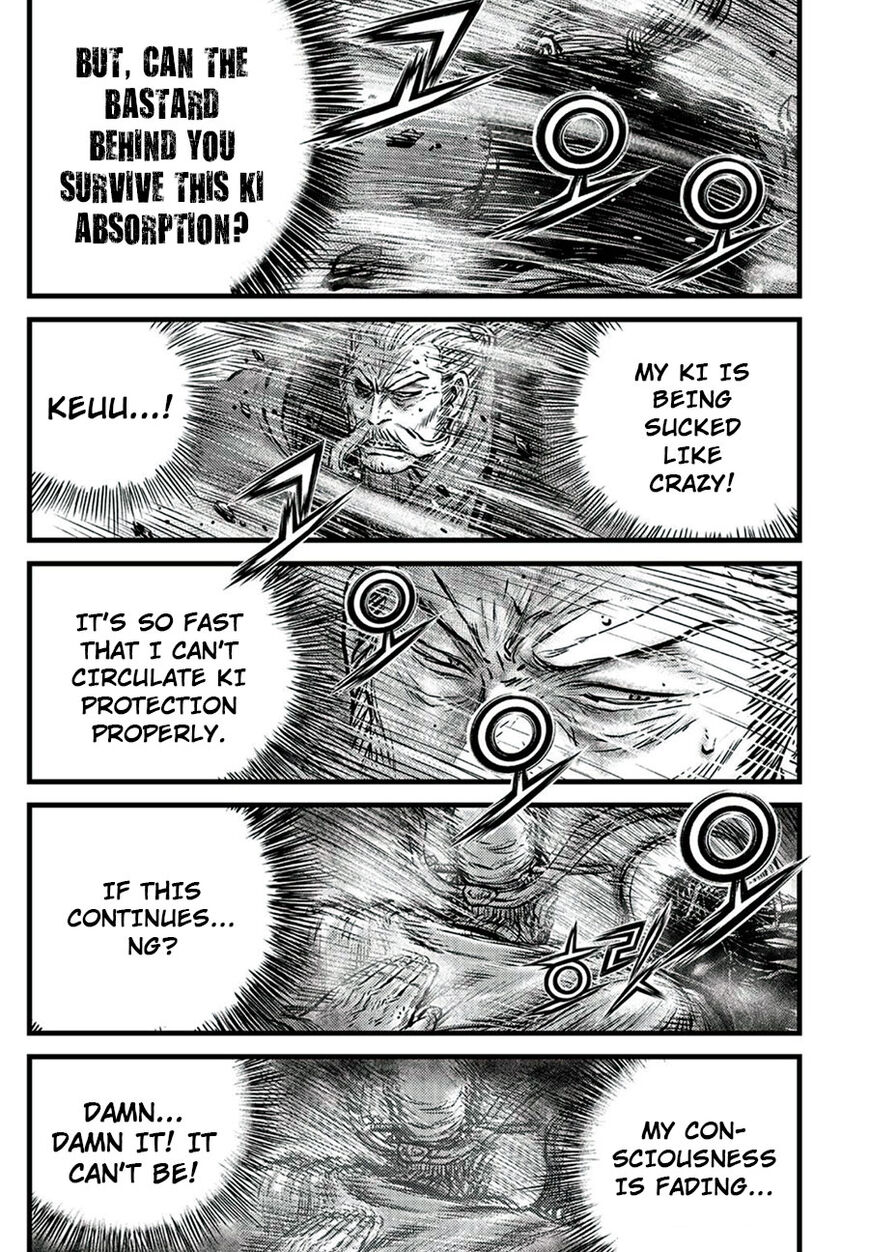 BUT, CAN THE
BASTARD
BEHIND YOU
SURVIVE THIS KI
ABSORPTION?
KEUU...!
MY KI IS
BEING
SUCKED
LIKE
CRAZY!
IT'S SO FAST
THAT I CAN'T
CIRCULATE KI
PROTECTION
PROPERLY.
IF THIS
CONTINUES...
NG?
흐릿
DAMN...
DAMN IT! IT
CAN'T BE!
MY CON-
SCIOUSNESS
IS FADING...